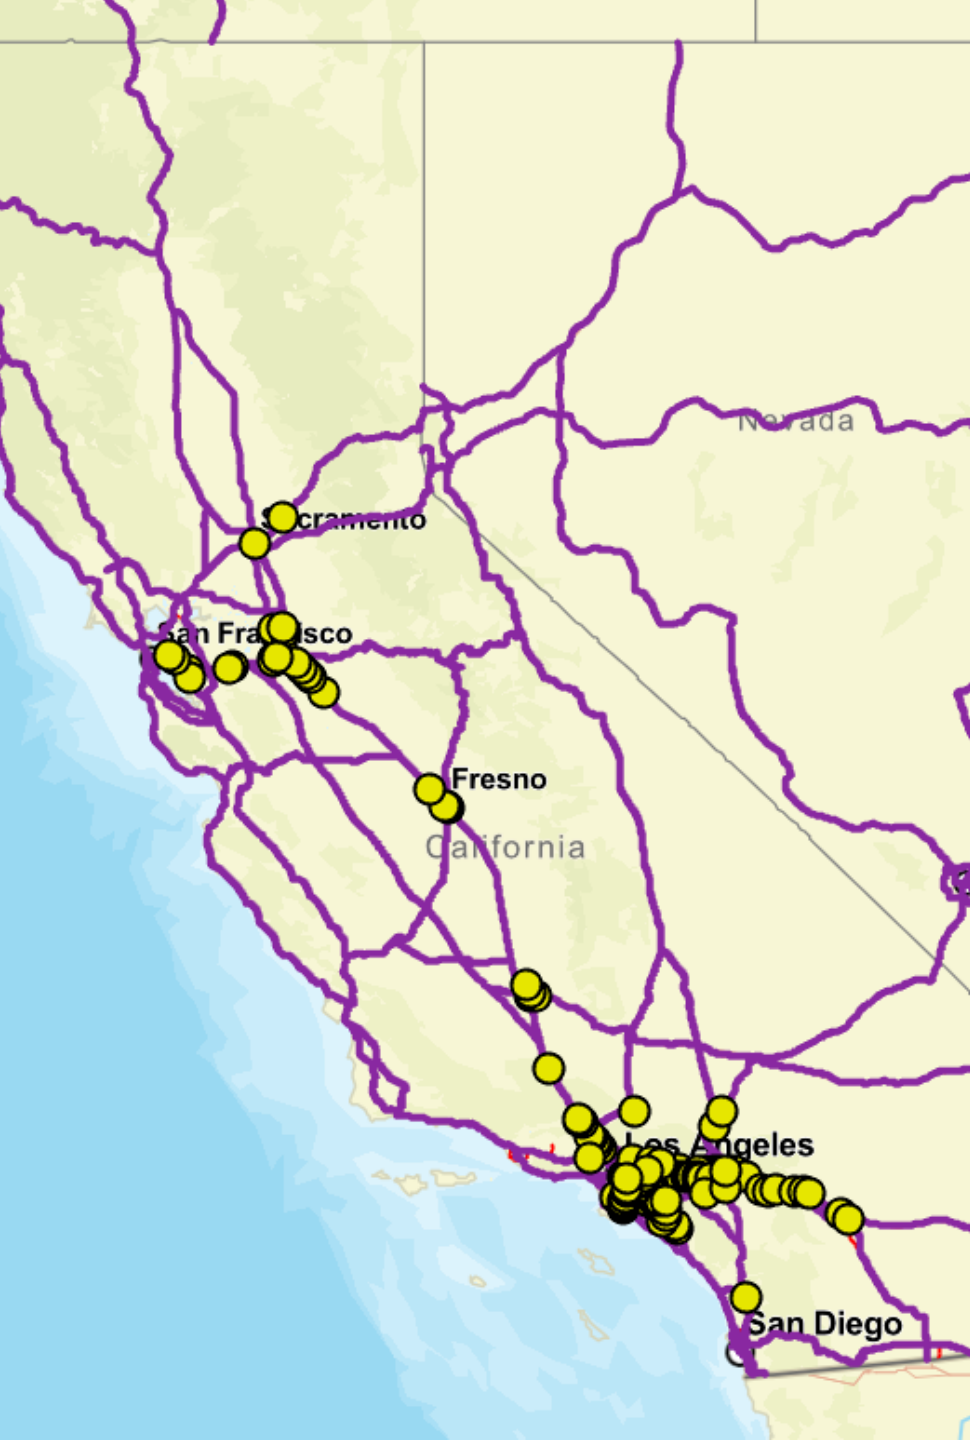 Nevada
Sacramento
San Francisco
Fresno
California
Los Angeles
San Diego